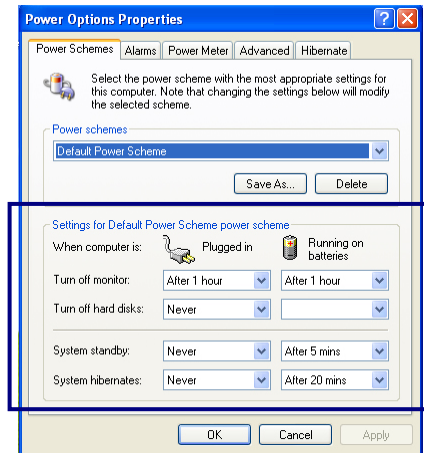 Power Options Properties
Power Schemes Alarms Power Meter Advanced Hibernate
Select the power scheme with the most appropriate settings for
this computer. Note that changing the settings below will modify
the selected scheme.
Power schemes
Default Power Scheme
Save As... Delete
Settings for Default Power Scheme power scheme
When computer is: Plugged in Running on
batteries
Turn off monitor: After 1 hour After 1 hour
Turn off hard disks: Never
System standby: Never After 5 mins
System hibernates: Never After 20 mins
OK Cancel Apply